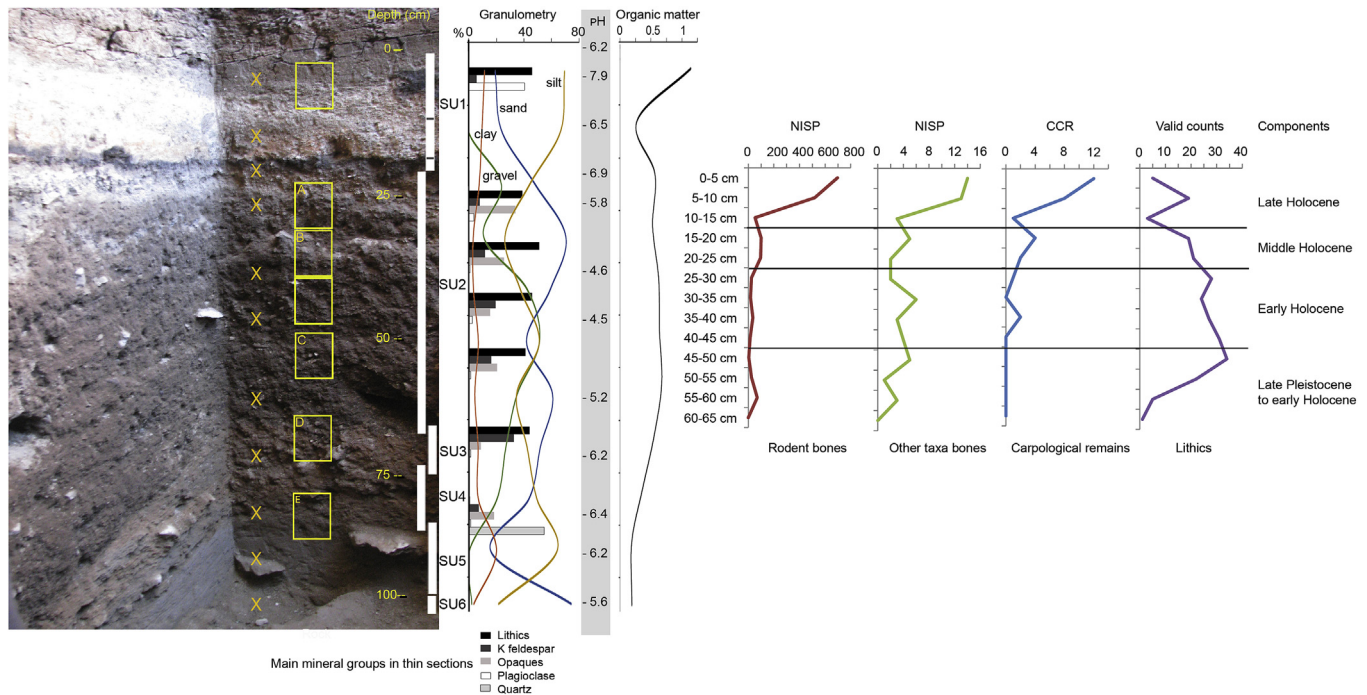 Depth (cm)
0 --
25 --
50 --
75 --
100 --
X
X
X
X
X
X
X
X
X
X
X
A
B
C
D
E
SU1
SU2
SU3
SU4
SU5
SU6
Granulometry
% 0 40 80
silt
sand
clay
gravel
pH
- 6.2
- 7.9
- 6.5
- 6.9
- 5.8
- 4.6
- 4.5
- 5.2
- 6.2
- 6.4
- 6.2
- 5.6
Organic matter
0 0.5 1
Main mineral groups in thin sections
Lithics
K feldespar
Opaques
Plagioclase
Quartz
NISP NISP CCR Valid counts Components
0 200 400 600 800 0 4 8 12 16 0 4 8 12 0 10 20 30 40
0-5 cm
5-10 cm
10-15 cm
15-20 cm
20-25 cm
25-30 cm
30-35 cm
35-40 cm
40-45 cm
45-50 cm
50-55 cm
55-60 cm
60-65 cm
Late Holocene
Middle Holocene
Early Holocene
Late Pleistocene
to early Holocene
Rodent bones Other taxa bones Carpological remains Lithics